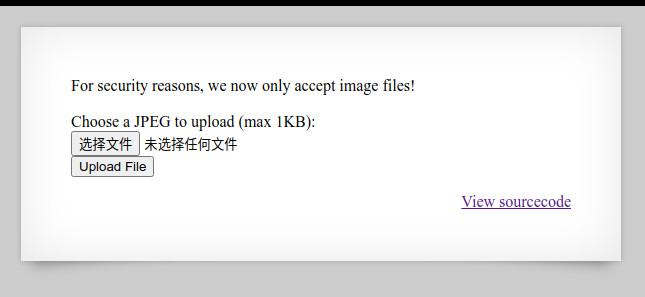 For security reasons, we now only accept image files!
Choose a JPEG to upload (max 1KB):
选择文件 未选择任何文件
Upload File
View sourcecode